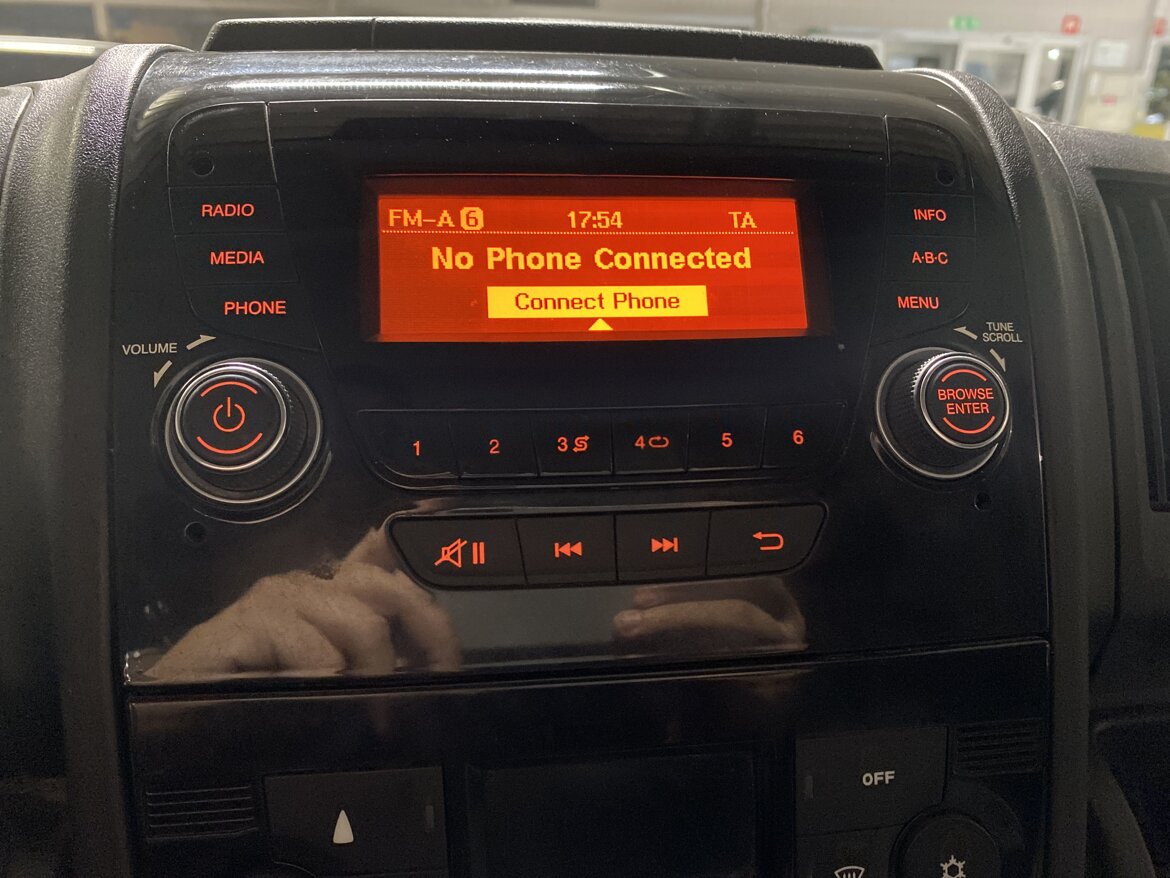 FM-A 6 17:54 TA
No Phone Connected
Connect Phone
RADIO
MEDIA
PHONE
VOLUME
INFO
A·B·C
MENU
TUNE
SCROLL
BROWSE
ENTER
1 2 3 4 5 6
OFF